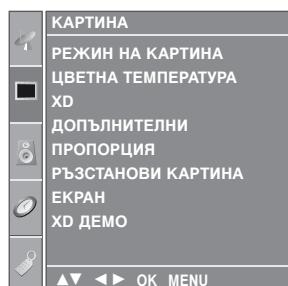 КАРТИНА
РЕЖИН НА КАРТИНА
ЦВЕТНА ТЕМПЕРАТУРА
XD
ДОПЪЛНИТЕЛНИ
ПРОПОРЦИЯ
РЪЗСТАНОВИ КАРТИНА
ЕКРАН
XD ДЕМО
▲▼ ◄► OK MENU